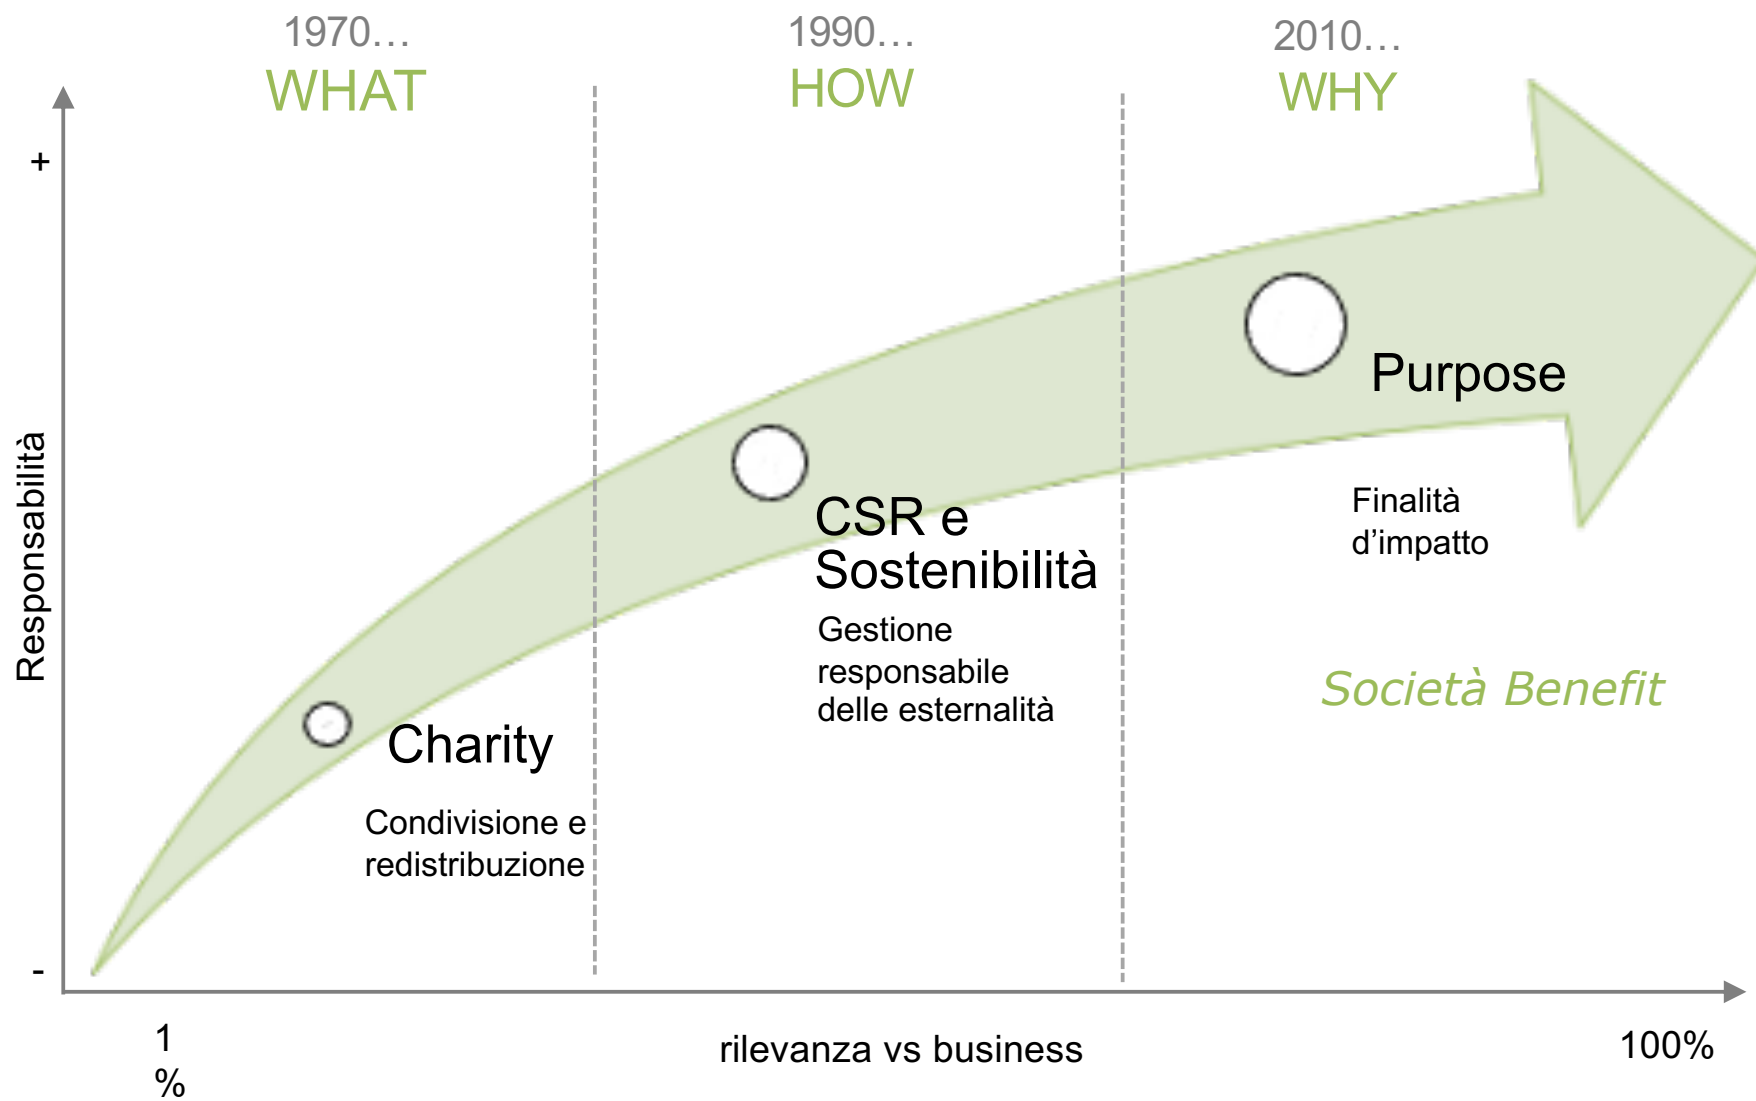 1970…
1990…
2010…
WHAT
HOW
WHY
+
Responsabilità
-
Charity
Condivisione e
redistribuzione
CSR e
Sostenibilità
Gestione
responsabile
delle esternalità
Purpose
Finalità
d’impatto
Società Benefit
1
%
rilevanza vs business
100%